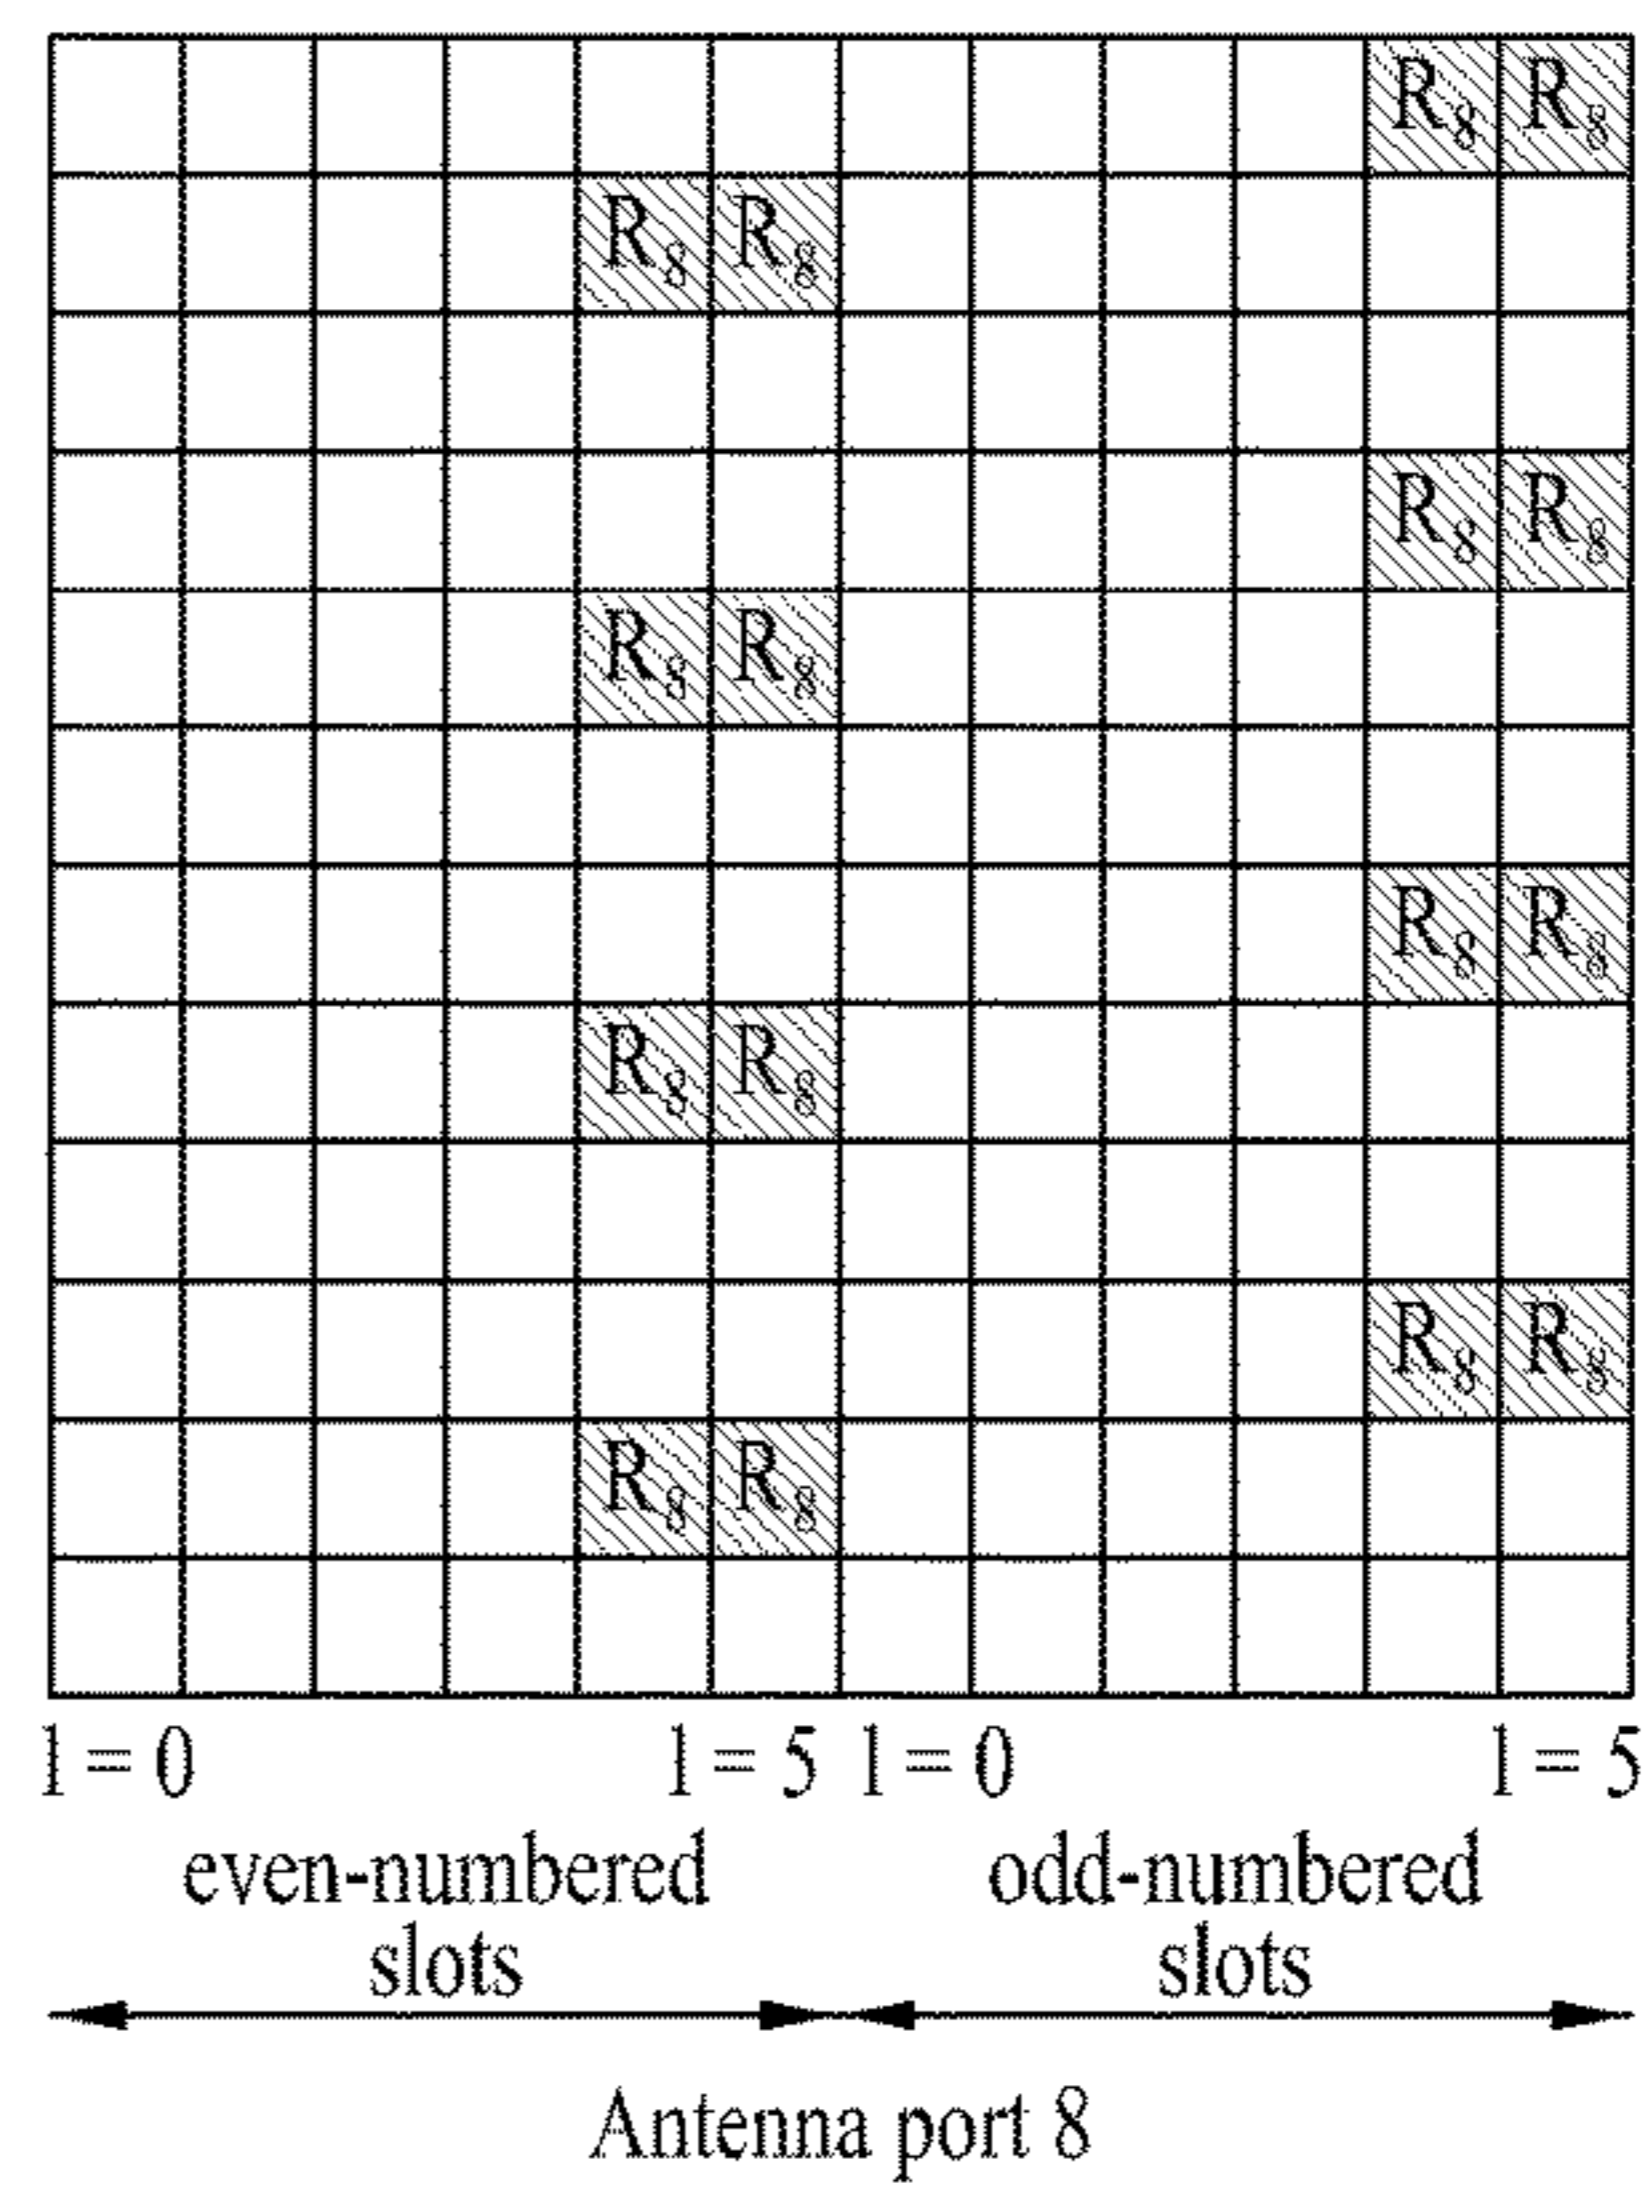 R8 R8
R8 R8
R8 R8
R8 R8
R8 R8
R8 R8
R8 R8
R8 R8
l = 0 l = 5 l = 0 l = 5
even-numbered slots
odd-numbered slots
Antenna port 8